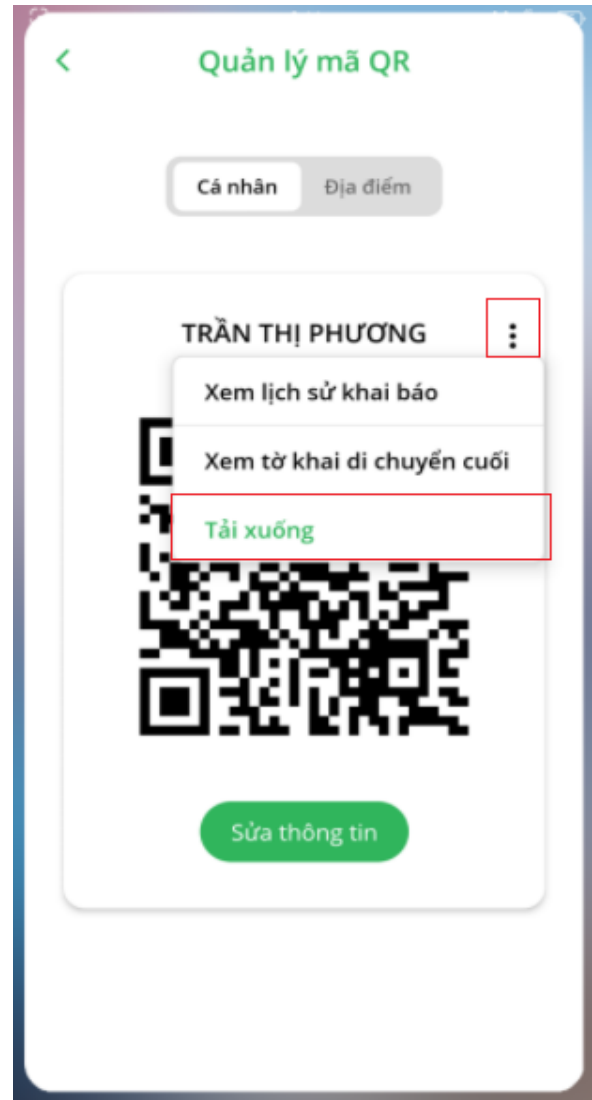 Quản lý mã QR
Cá nhân Địa điểm
TRẦN THỊ PHƯƠNG
Xem lịch sử khai báo
Xem tờ khai di chuyển cuối
Tải xuống
Sửa thông tin